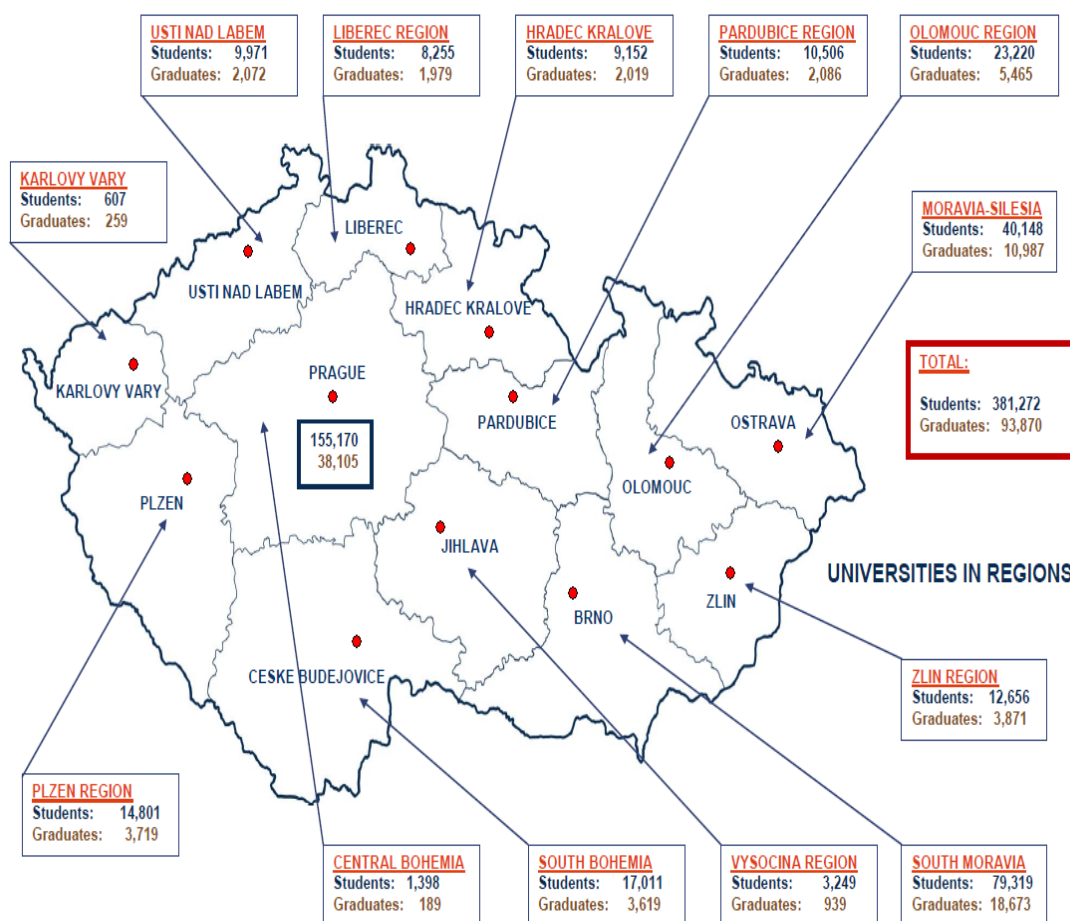 USTI NAD LABEM
Students: 9,971
Graduates: 2,072
LIBEREC REGION
Students: 8,255
Graduates: 1,979
HRADEC KRALOVE
Students: 9,152
Graduates: 2,019
PARDUBICE REGION
Students: 10,506
Graduates: 2,086
OLOMOUC REGION
Students: 23,220
Graduates: 5,465
KARLOVY VARY
Students: 607
Graduates: 259
MORAVIA-SILESIA
Students: 40,148
Graduates: 10,987
LIBEREC
USTI NAD LABEM
HRADEC KRALOVE
PRAGUE
155,170
38,105
KARLOVY VARY
PARDUBICE
OSTRAVA
TOTAL:
Students: 381,272
Graduates: 93,870
PLZEN
OLOMOUC
JIHLAVA
UNIVERSITIES IN REGIONS
ZLIN
BRNO
CESKE BUDEJOVICE
ZLIN REGION
Students: 12,656
Graduates: 3,871
PLZEN REGION
Students: 14,801
Graduates: 3,719
CENTRAL BOHEMIA
Students: 1,398
Graduates: 189
SOUTH BOHEMIA
Students: 17,011
Graduates: 3,619
VYSOCINA REGION
Students: 3,249
Graduates: 939
SOUTH MORAVIA
Students: 79,319
Graduates: 18,673